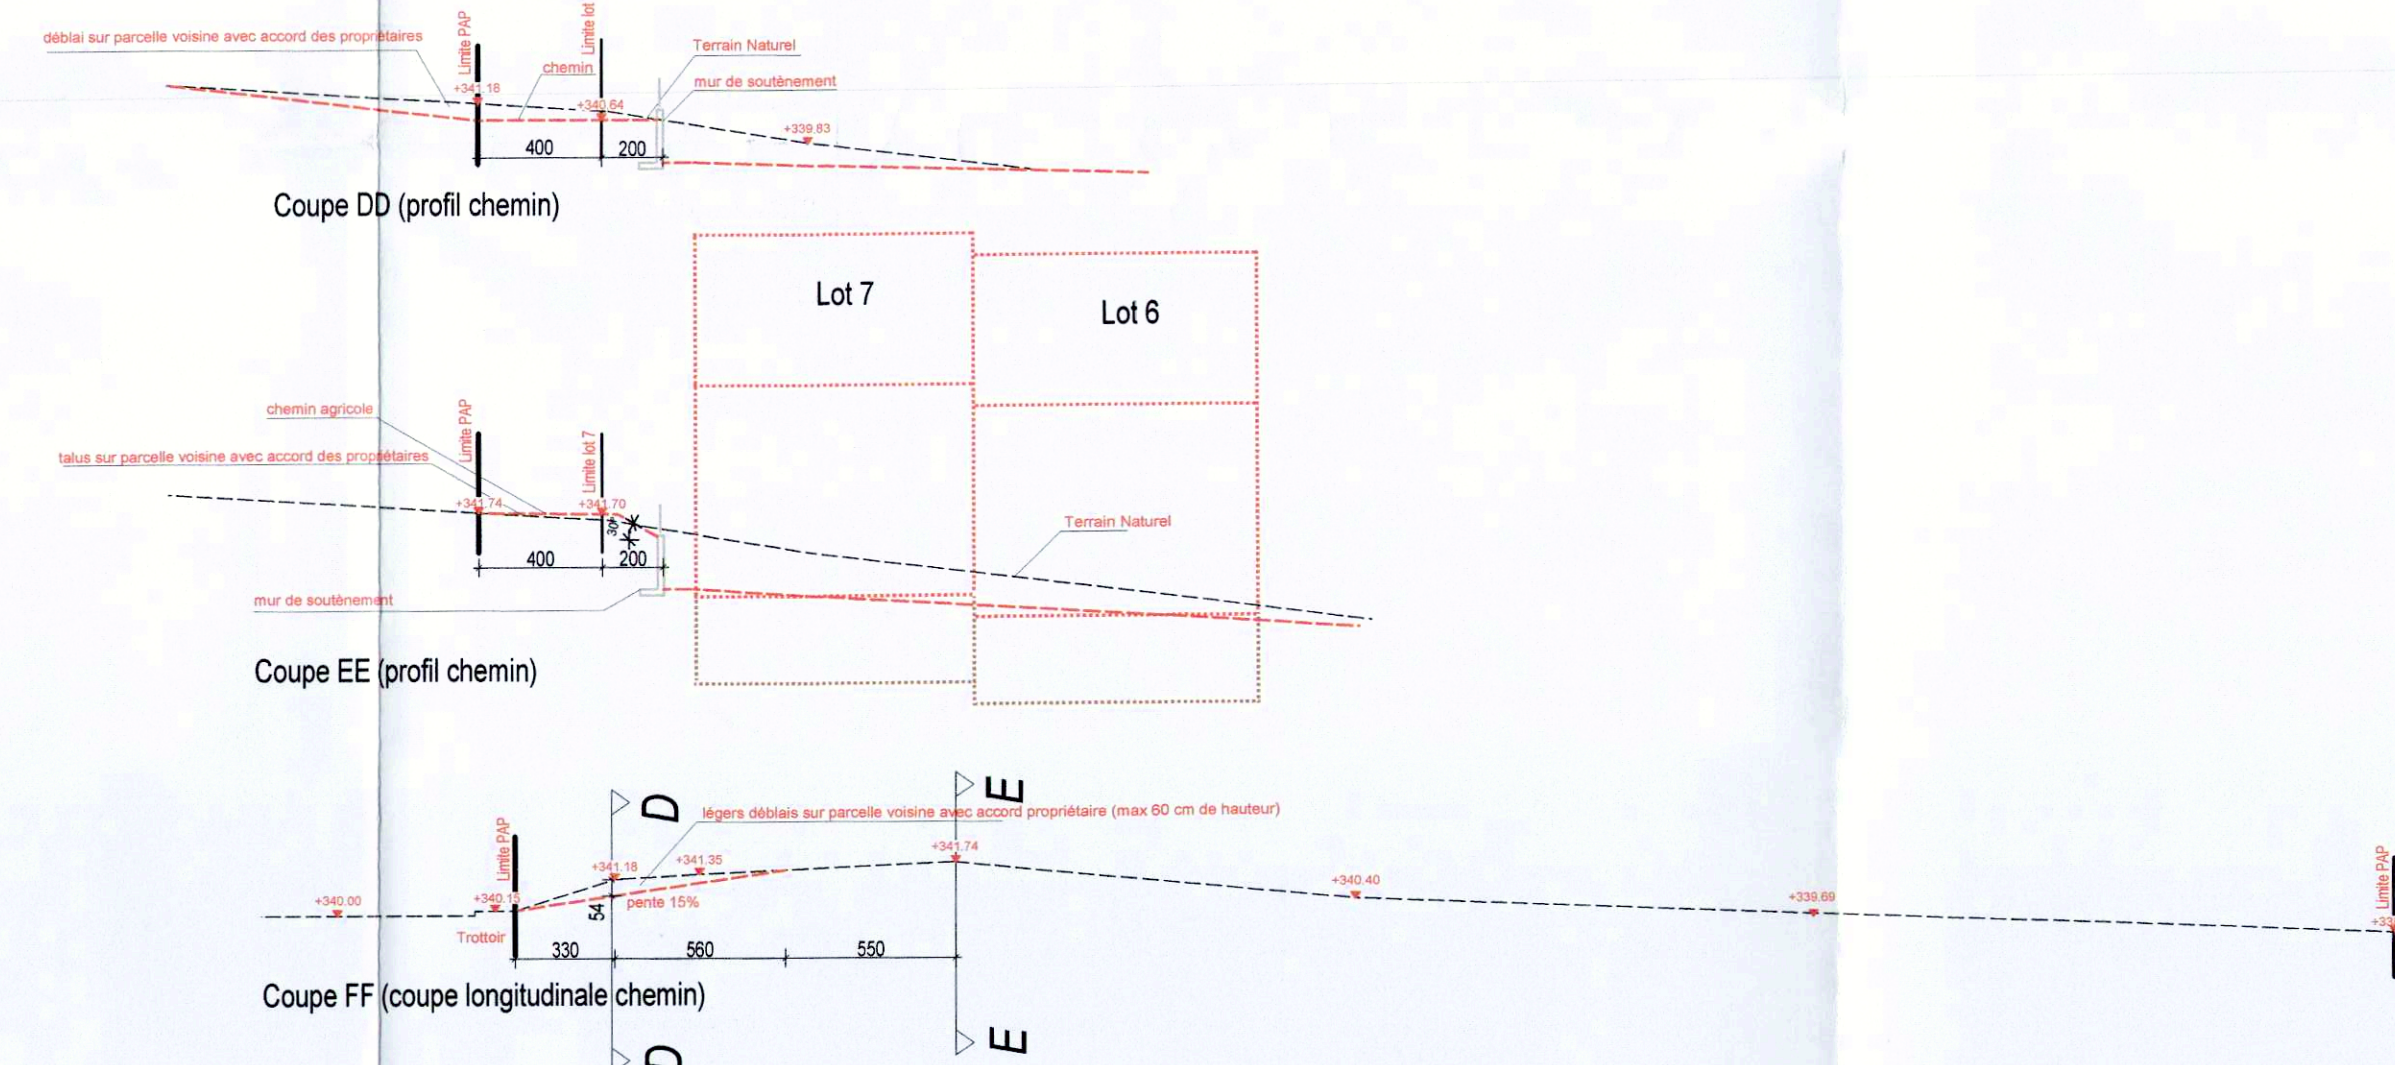 déblai sur parcelle voisine avec accord des propriétaires
Limite PAP
Limite lot
Terrain Naturel
chemin
mur de soutènement
+341.18
+340.64
+339.83
400
200
Coupe DD (profil chemin)
Lot 7
Lot 6
chemin agricole
Limite PAP
Limite lot 7
talus sur parcelle voisine avec accord des propriétaires
+341.74
+341.70
30°
Terrain Naturel
400
200
mur de soutènement
Coupe EE (profil chemin)
D
E
légers déblais sur parcelle voisine avec accord propriétaire (max 60 cm de hauteur)
Limite PAP
+341.18
+341.35
+341.74
Limite PAP
+340.00
+340.15
+340.40
+339.69
pente 15%
54
Trottoir
330
560
550
Coupe FF (coupe longitudinale chemin)
D
E